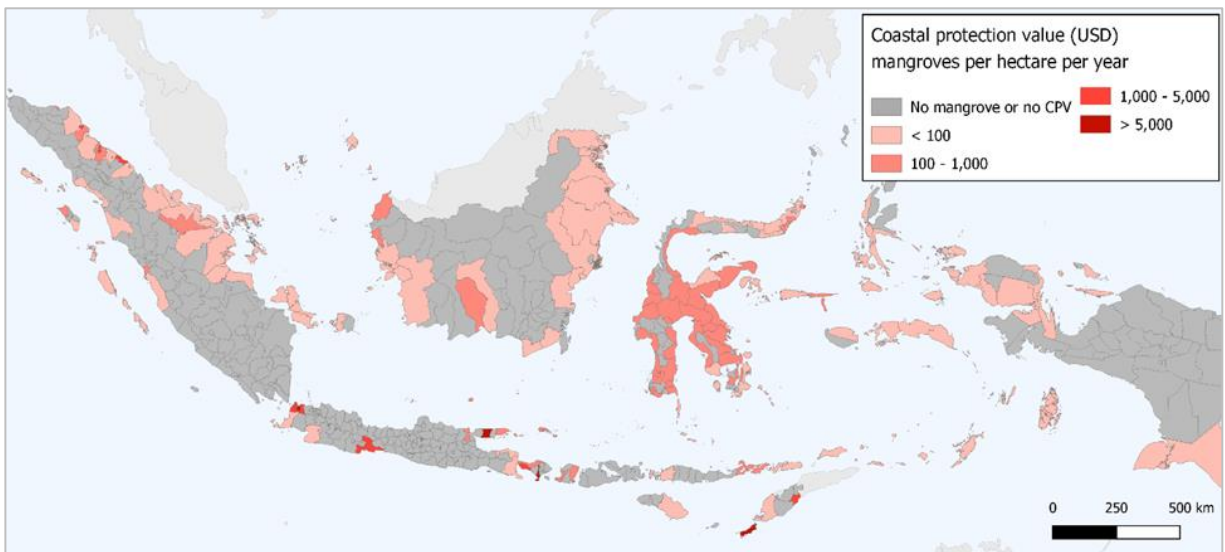 Coastal protection value (USD)
mangroves per hectare per year
No mangrove or no CPV
< 100
100 - 1,000
1,000 - 5,000
> 5,000
0 250 500 km